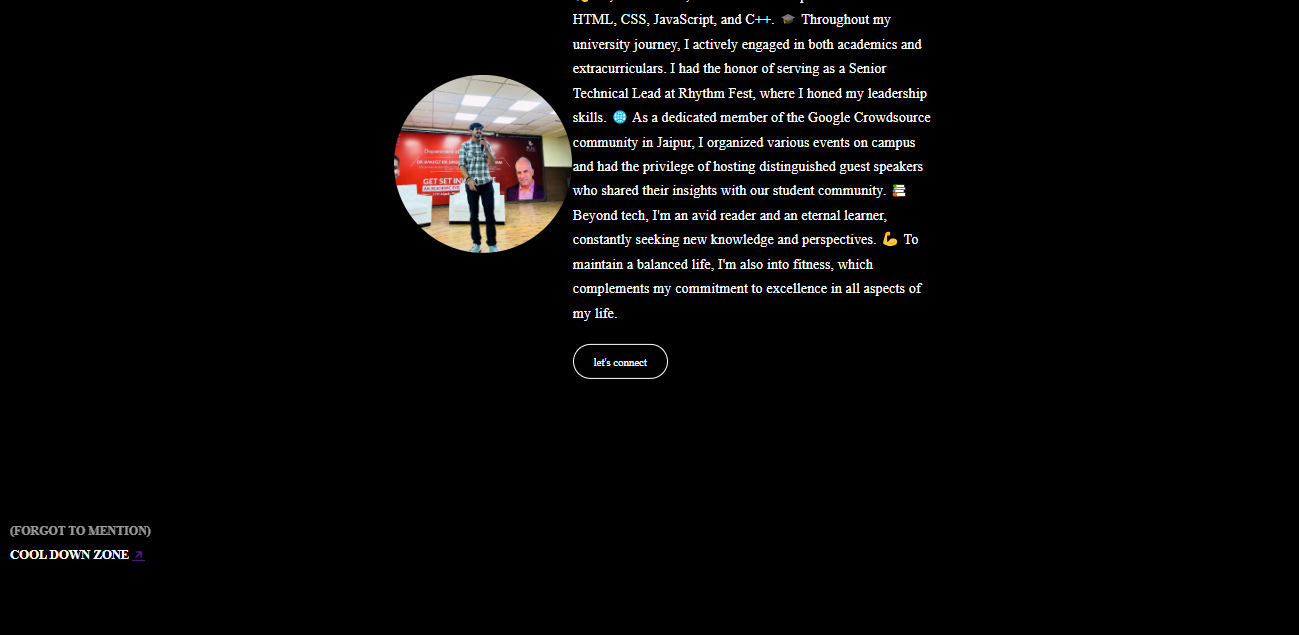 HTML, CSS, JavaScript, and C++. 🎓 Throughout my
university journey, I actively engaged in both academics and
extracurriculars. I had the honor of serving as a Senior
Technical Lead at Rhythm Fest, where I honed my leadership
skills. 🌐 As a dedicated member of the Google Crowdsource
community in Jaipur, I organized various events on campus
and had the privilege of hosting distinguished guest speakers
who shared their insights with our student community. 📚
Beyond tech, I'm an avid reader and an eternal learner,
constantly seeking new knowledge and perspectives. 💪 To
maintain a balanced life, I'm also into fitness, which
complements my commitment to excellence in all aspects of
my life.
GET SET
let's connect
(FORGOT TO MENTION)
COOL DOWN ZONE ↗